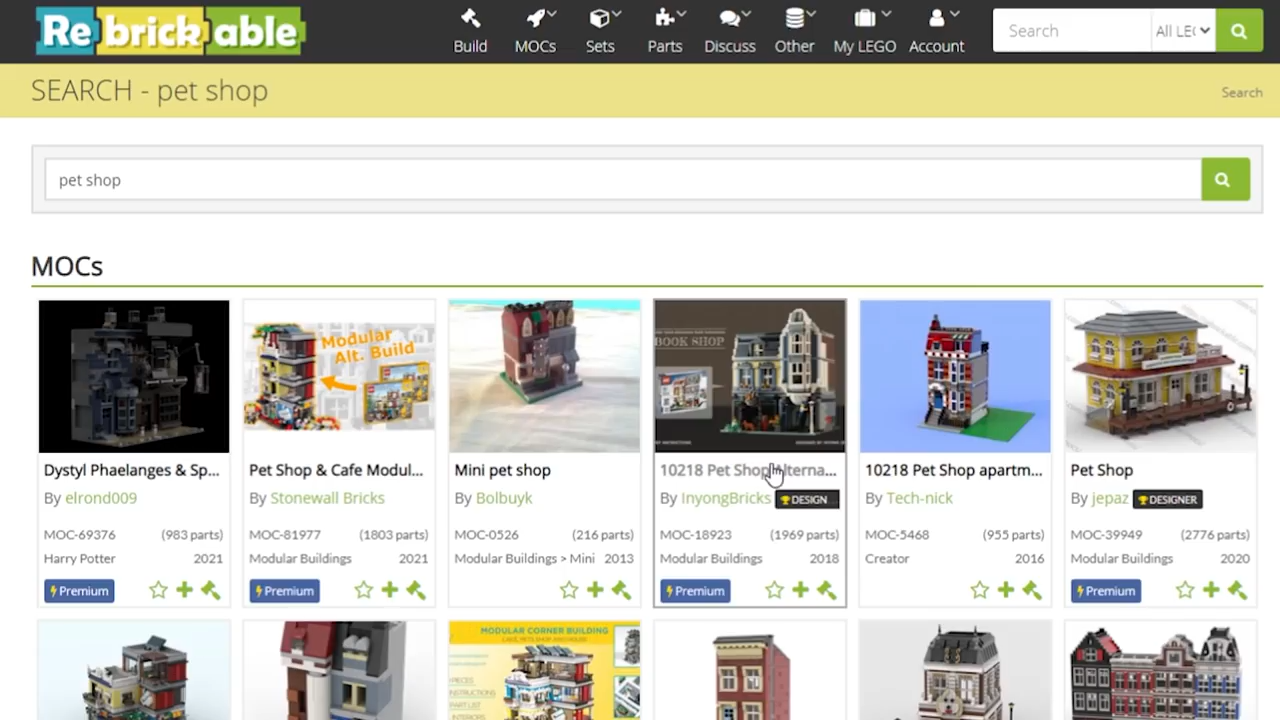 Rebrickable
Build
MOCs
Sets
Parts
Discuss
Other
My LEGO
Account
Search
All LE
SEARCH - pet shop
Search
pet shop
MOCs
Modular
Alt. Build
BOOK SHOP
Dystyl Phaelanges & Sp...
By elrond009
MOC-69376 (983 parts)
Harry Potter 2021
Premium
Pet Shop & Cafe Modul...
By Stonewall Bricks
MOC-81977 (1803 parts)
Modular Buildings 2021
Premium
Mini pet shop
By Bolbuyk
MOC-0526 (216 parts)
Modular Buildings > Mini 2013
10218 Pet Shop Alterna...
By InyongBricks DESIGN
MOC-18923 (1969 parts)
Modular Buildings 2018
Premium
10218 Pet Shop apartm...
By Tech-nick
MOC-5468 (955 parts)
Creator 2016
Pet Shop
By jepaz DESIGNER
MOC-39949 (2776 parts)
Modular Buildings 2020
Premium
MODULAR CORNER BUILDING
INSTRUCTIONS
PART LIST